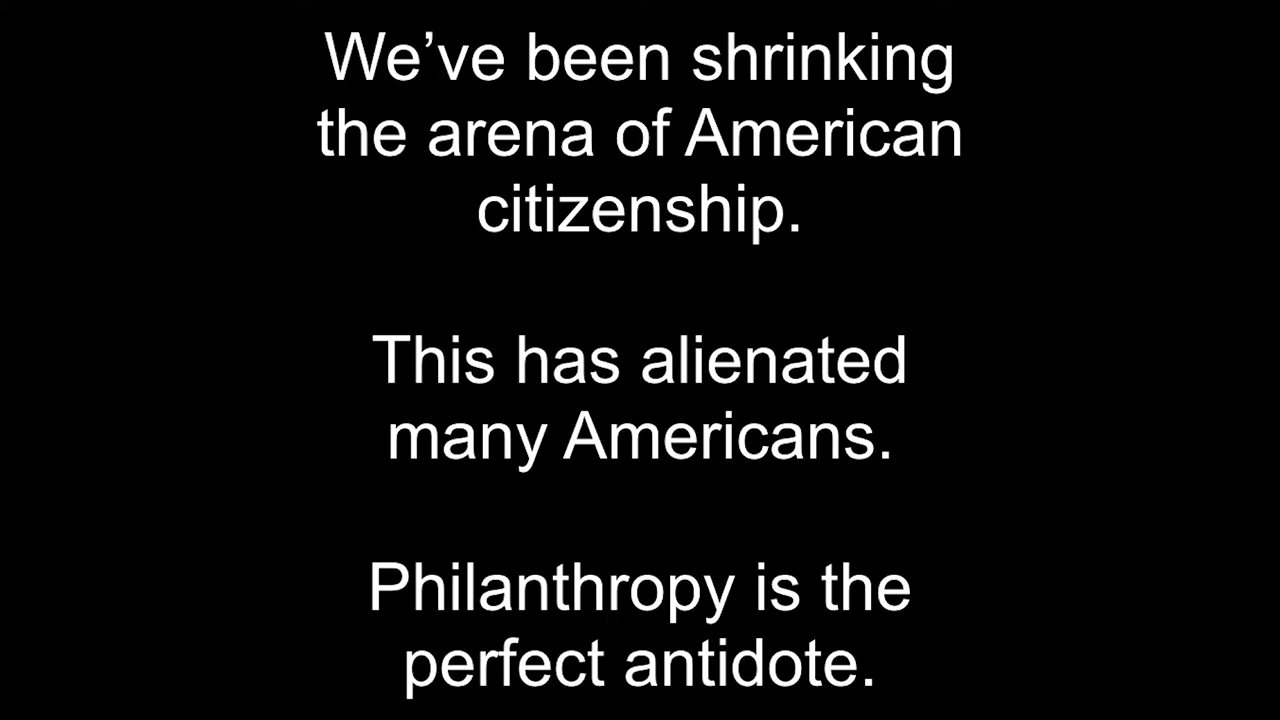 We’ve been shrinking
the arena of American
citizenship.
This has alienated
many Americans.
Philanthropy is the
perfect antidote.